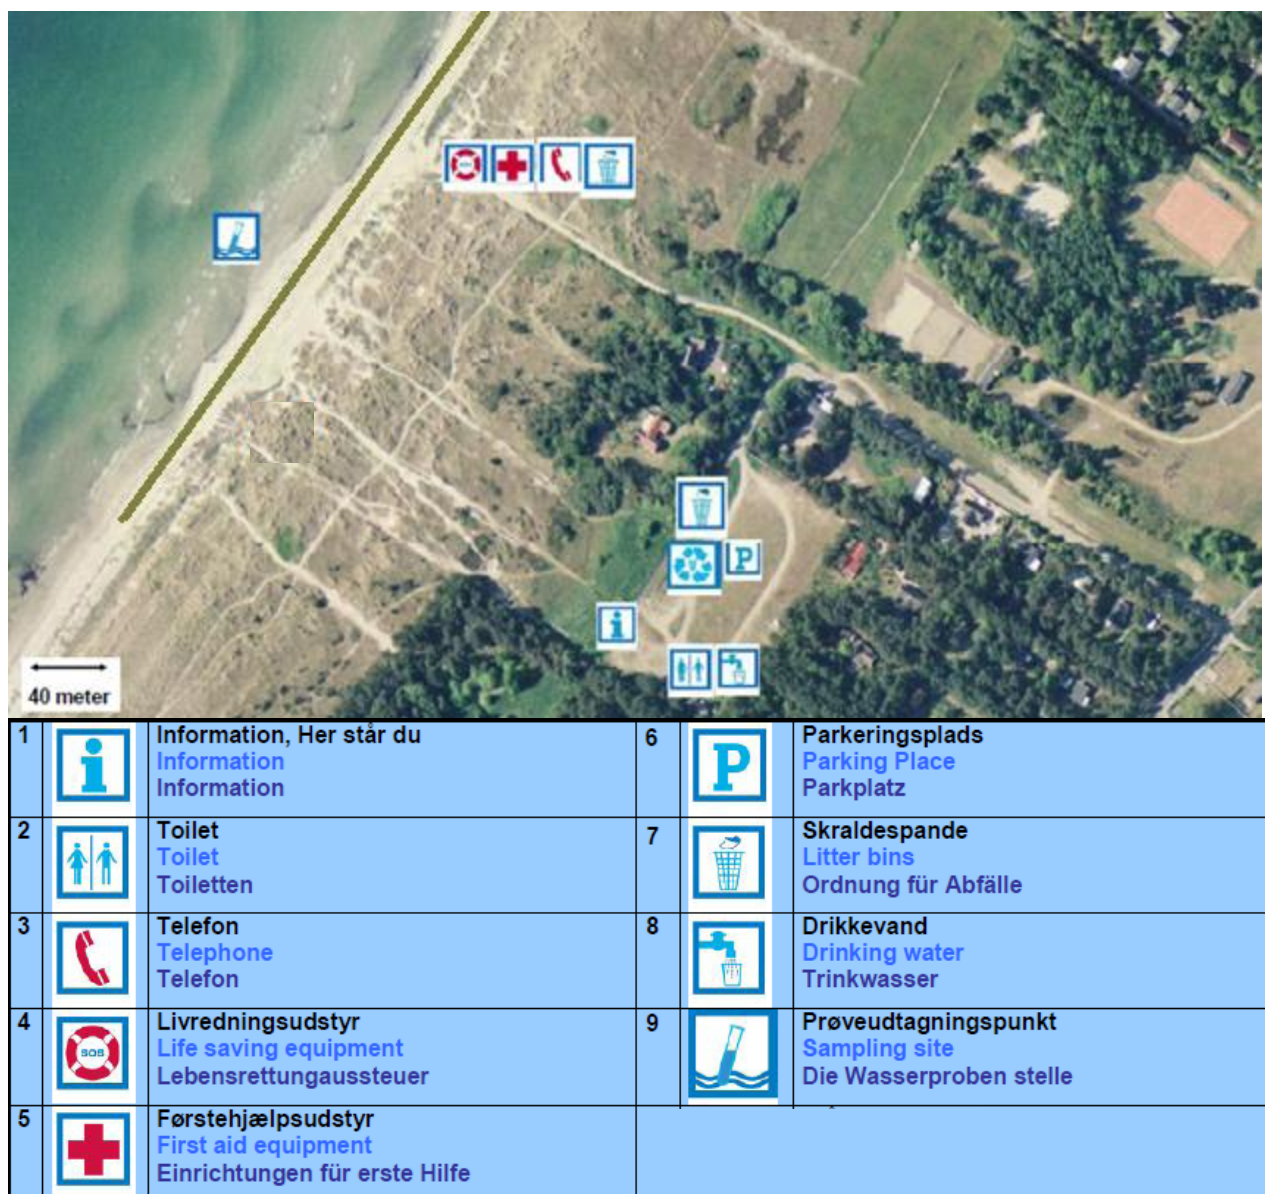 SOS
P
i
40 meter
1
i
Information, Her står du
Information
Information
6
P
Parkeringsplads
Parking Place
Parkplatz
2
Toilet
Toilet
Toiletten
7
Skraldespande
Litter bins
Ordnung für Abfälle
3
Telefon
Telephone
Telefon
8
Drikkevand
Drinking water
Trinkwasser
4
SOS
Livredningsudstyr
Life saving equipment
Lebensrettungaussteuer
9
Prøveudtagningspunkt
Sampling site
Die Wasserproben stelle
5
Førstehjælpsudstyr
First aid equipment
Einrichtungen für erste Hilfe